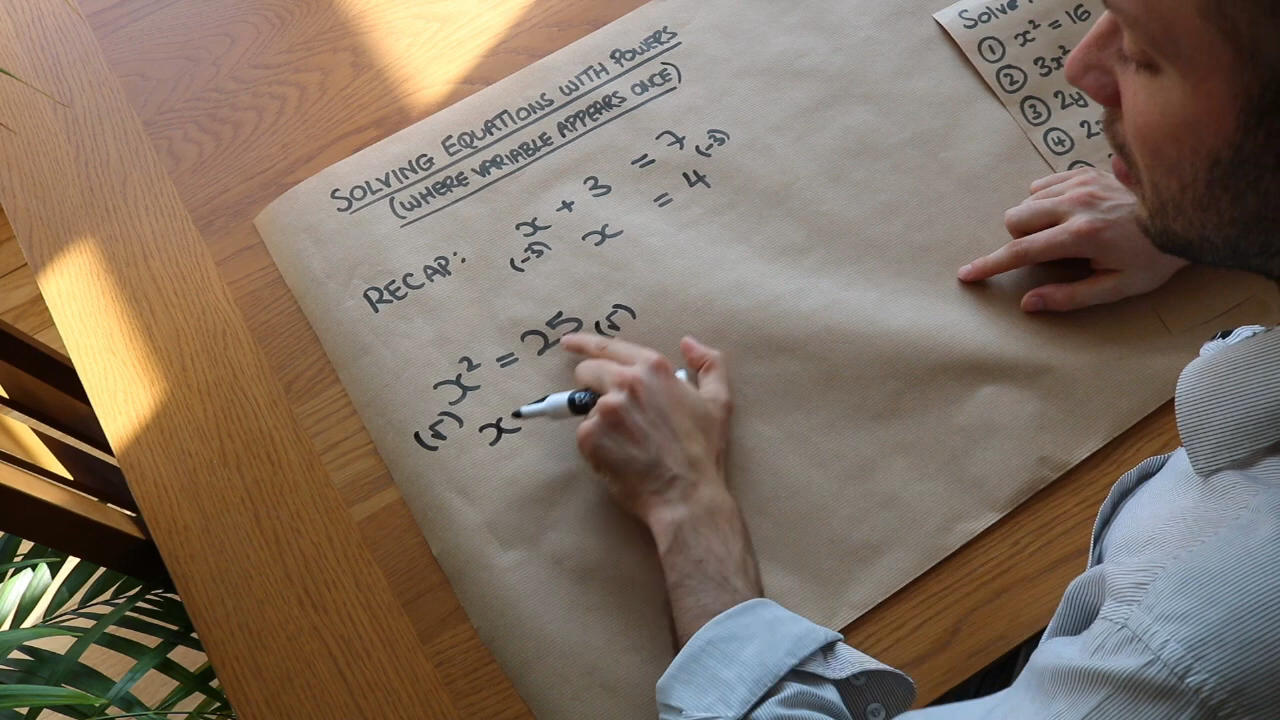 SOLVING EQUATIONS WITH POWERS
(WHERE VARIABLE APPEARS ONCE)
RECAP: x + 3 = 7
(-3) x = 4 (-3)
x² = 25
(√) x (√)
Solve
① x² = 16
② 3x²
③ 2y
④ 2